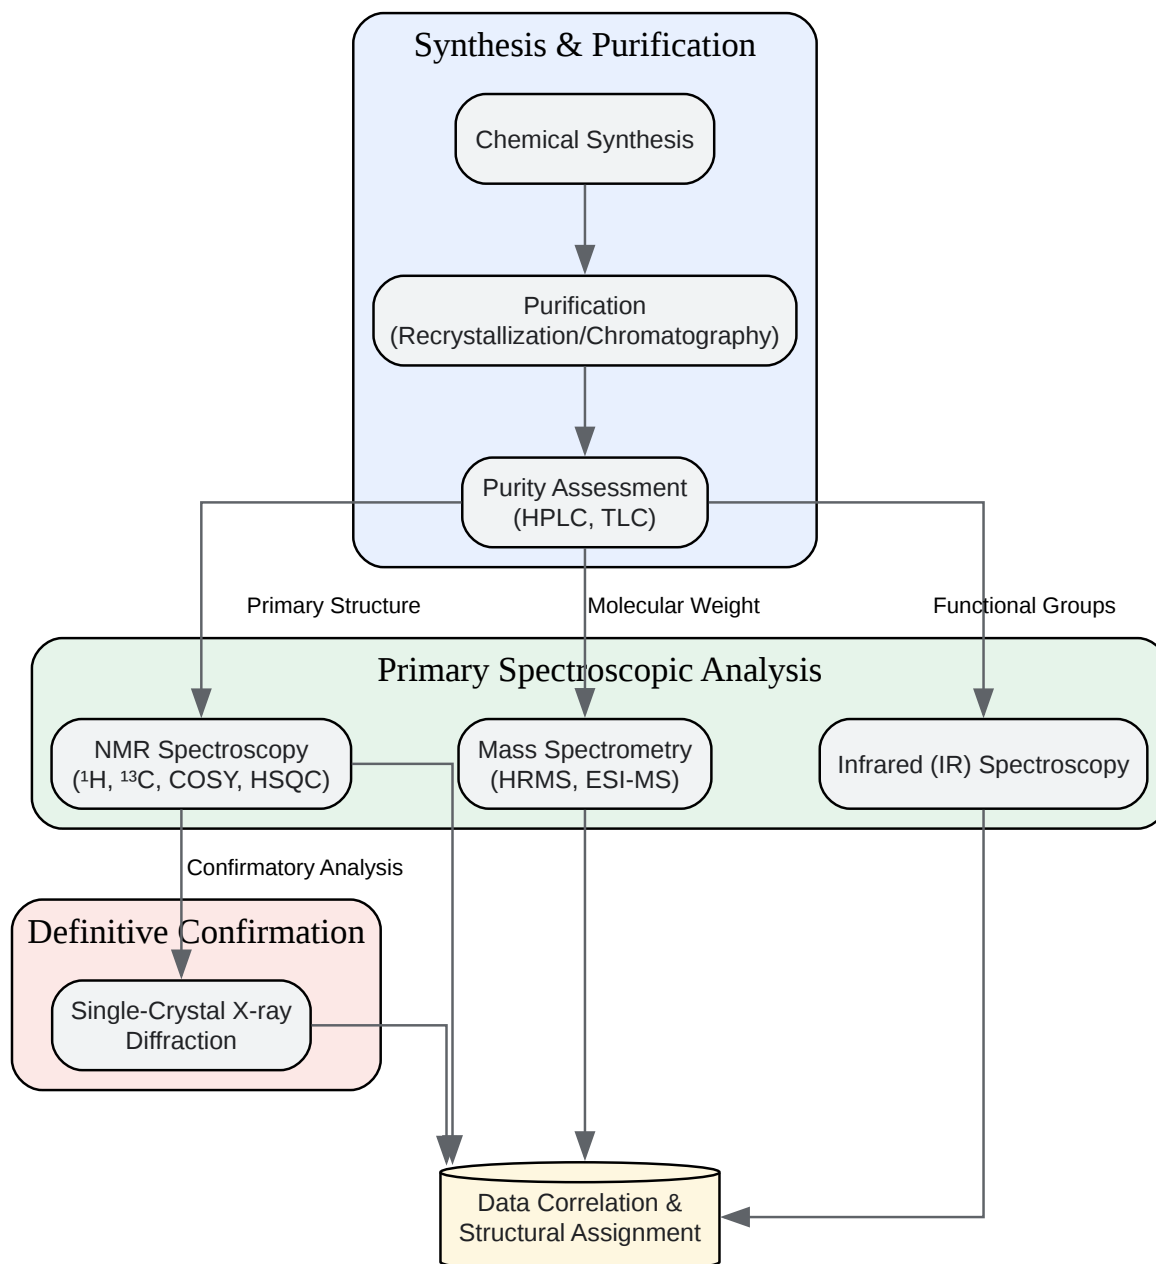 Synthesis & Purification
Chemical Synthesis
Purification
(Recrystallization/Chromatography)
Purity Assessment
(HPLC, TLC)
Primary Structure
Molecular Weight
Functional Groups
Primary Spectroscopic Analysis
NMR Spectroscopy
(¹H, ¹³C, COSY, HSQC)
Mass Spectrometry
(HRMS, ESI-MS)
Infrared (IR) Spectroscopy
Confirmatory Analysis
Definitive Confirmation
Single-Crystal X-ray
Diffraction
Data Correlation &
Structural Assignment